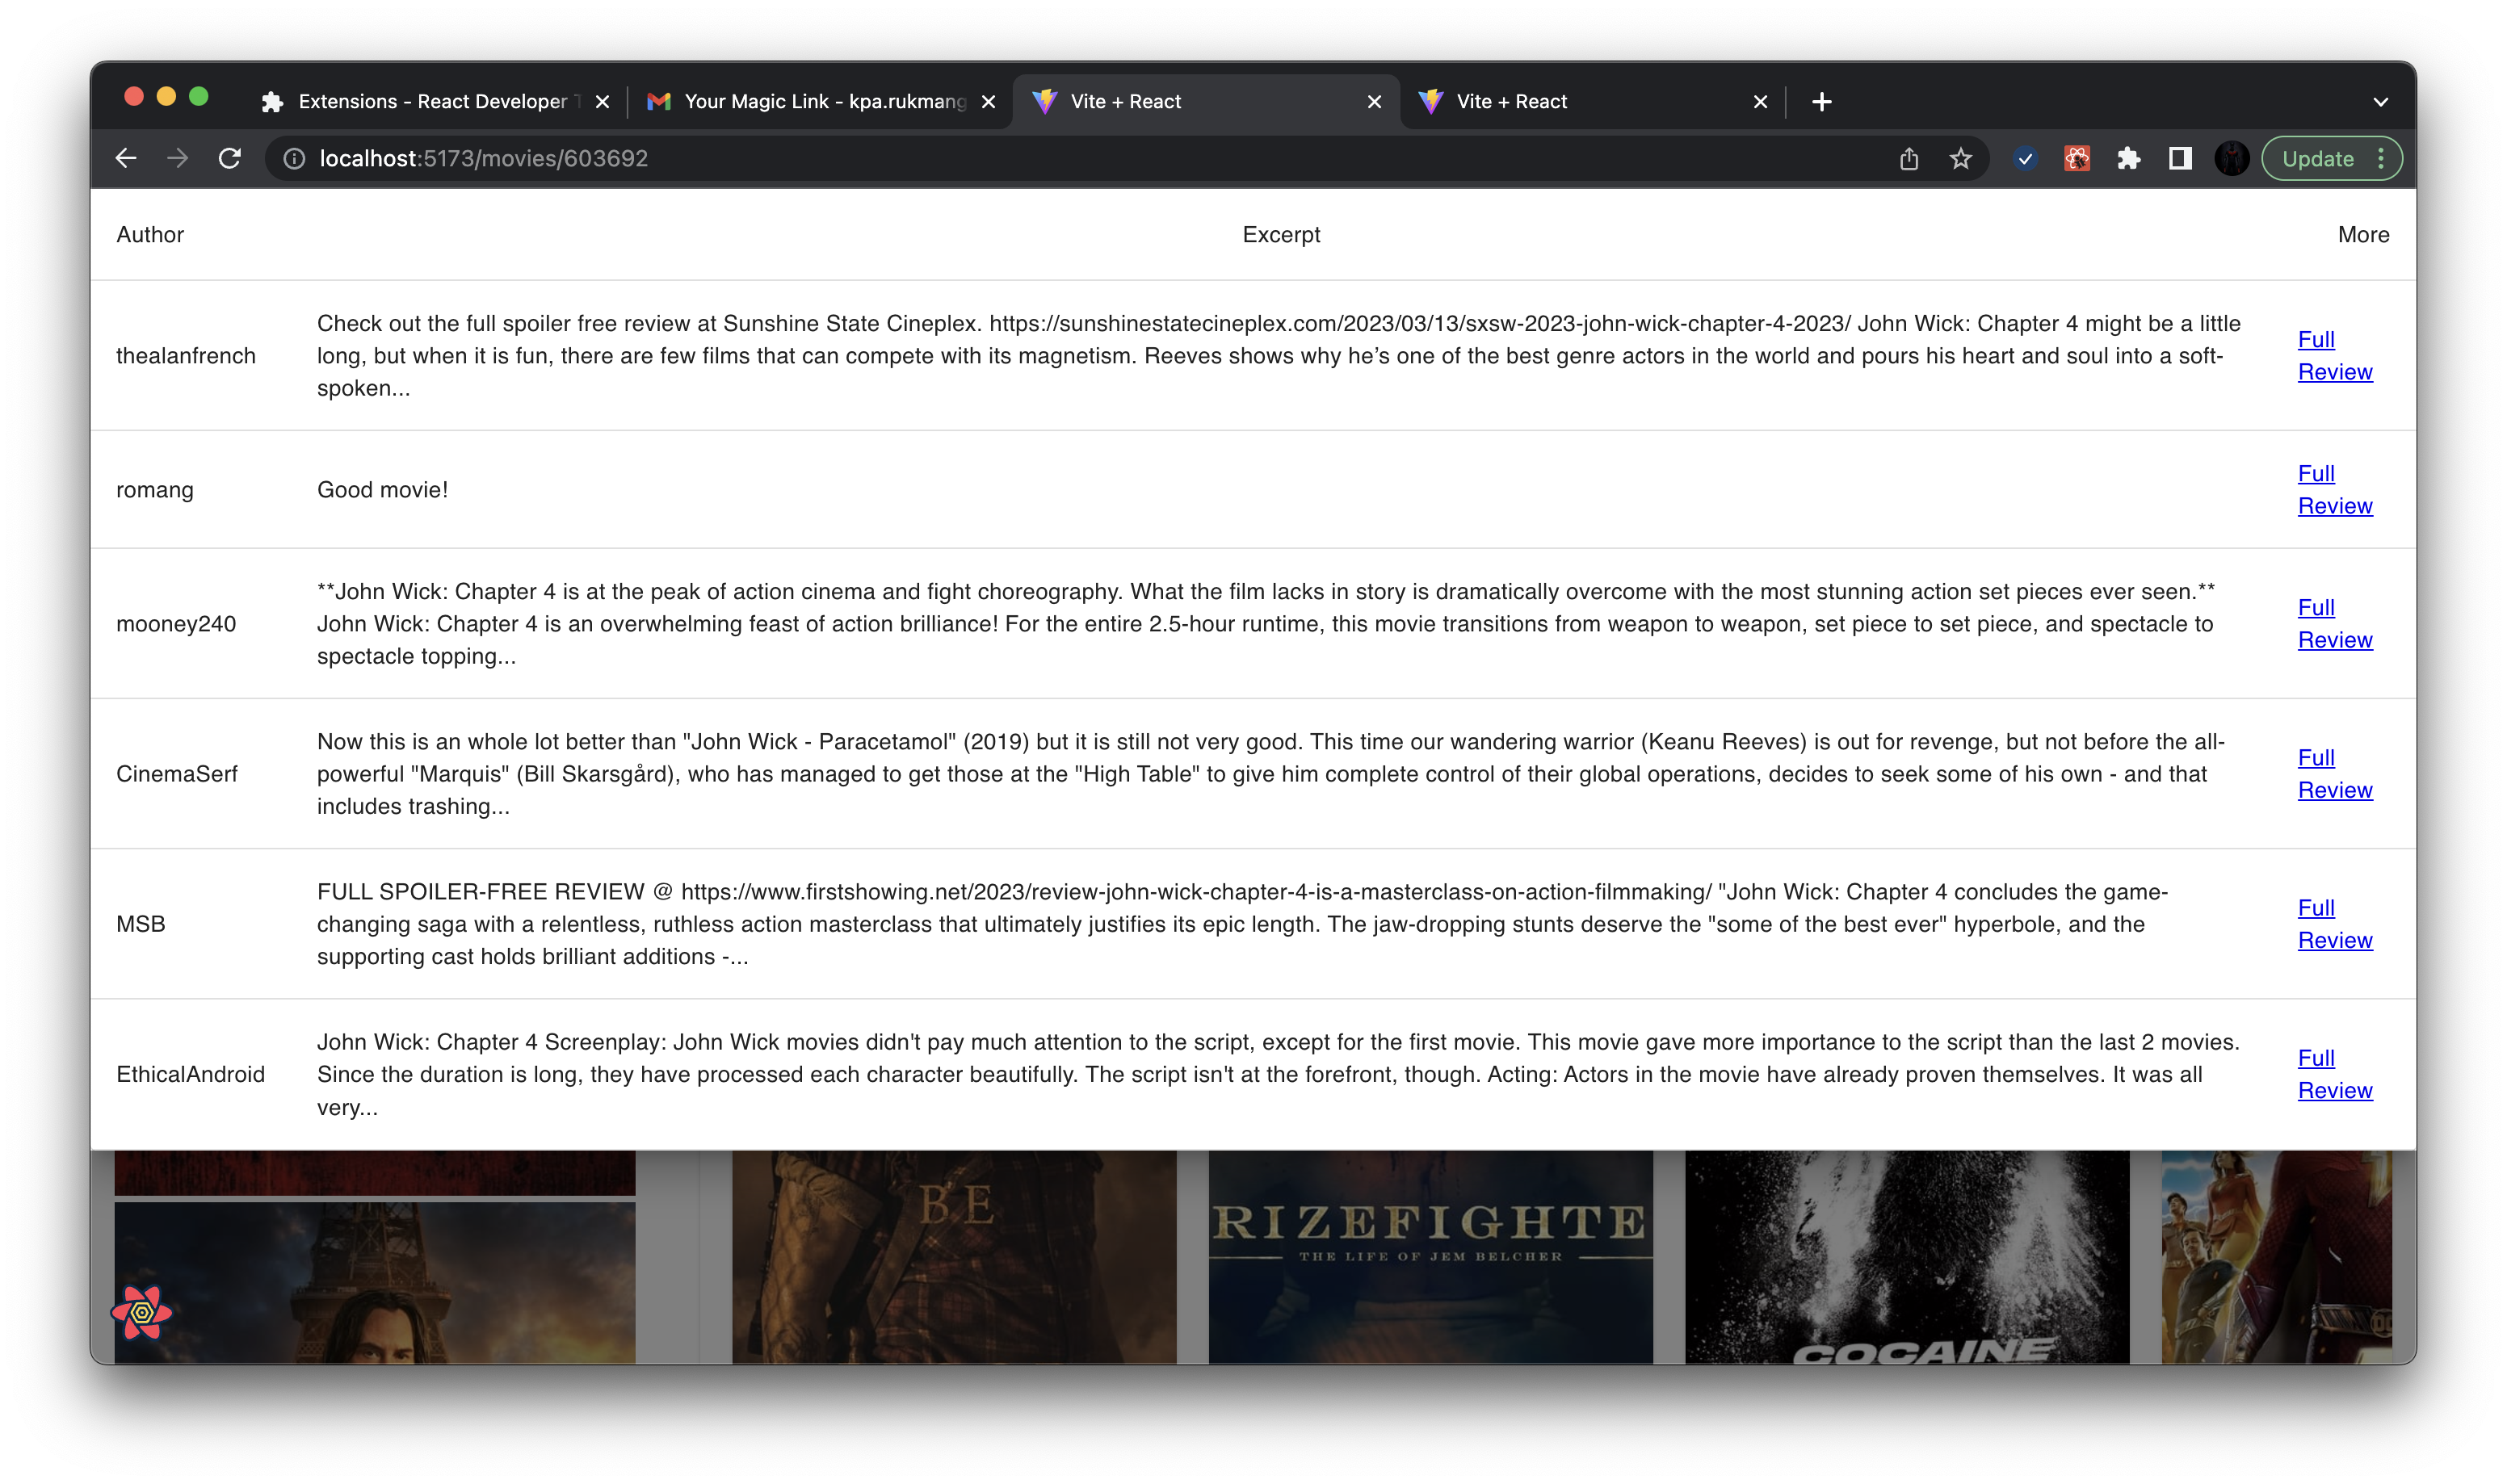 Extensions - React Developer T
Your Magic Link - kpa.rukmang
Vite + React
Vite + React
localhost:5173/movies/603692
Update
Author
Excerpt
More
thealanfrench
Check out the full spoiler free review at Sunshine State Cineplex. https://sunshinestatecineplex.com/2023/03/13/sxsw-2023-john-wick-chapter-4-2023/ John Wick: Chapter 4 might be a little
long, but when it is fun, there are few films that can compete with its magnetism. Reeves shows why he’s one of the best genre actors in the world and pours his heart and soul into a soft-
spoken...
Full
Review
romang
Good movie!
Full
Review
mooney240
**John Wick: Chapter 4 is at the peak of action cinema and fight choreography. What the film lacks in story is dramatically overcome with the most stunning action set pieces ever seen.**
John Wick: Chapter 4 is an overwhelming feast of action brilliance! For the entire 2.5-hour runtime, this movie transitions from weapon to weapon, set piece to set piece, and spectacle to
spectacle topping...
Full
Review
CinemaSerf
Now this is an whole lot better than "John Wick - Paracetamol" (2019) but it is still not very good. This time our wandering warrior (Keanu Reeves) is out for revenge, but not before the all-
powerful "Marquis" (Bill Skarsgård), who has managed to get those at the "High Table" to give him complete control of their global operations, decides to seek some of his own - and that
includes trashing...
Full
Review
MSB
FULL SPOILER-FREE REVIEW @ https://www.firstshowing.net/2023/review-john-wick-chapter-4-is-a-masterclass-on-action-filmmaking/ "John Wick: Chapter 4 concludes the game-
changing saga with a relentless, ruthless action masterclass that ultimately justifies its epic length. The jaw-dropping stunts deserve the "some of the best ever" hyperbole, and the
supporting cast holds brilliant additions -...
Full
Review
EthicalAndroid
John Wick: Chapter 4 Screenplay: John Wick movies didn't pay much attention to the script, except for the first movie. This movie gave more importance to the script than the last 2 movies.
Since the duration is long, they have processed each character beautifully. The script isn't at the forefront, though. Acting: Actors in the movie have already proven themselves. It was all
very...
Full
Review
BE
RIZEFIGHTE
THE LIFE OF JEM BELCHER
COCAINE
DC